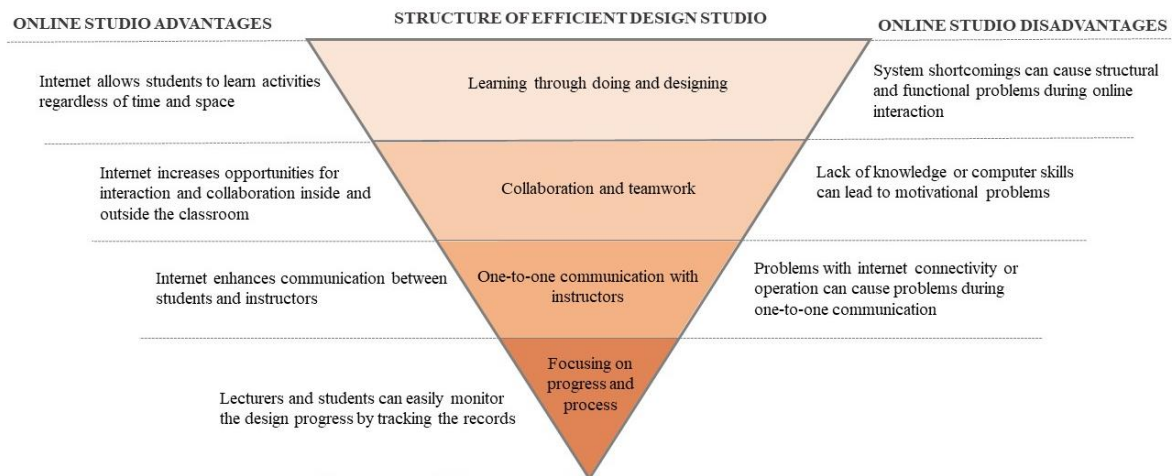 ONLINE STUDIO ADVANTAGES
STRUCTURE OF EFFICIENT DESIGN STUDIO
ONLINE STUDIO DISADVANTAGES
Internet allows students to learn activities
regardless of time and space
Learning through doing and designing
System shortcomings can cause structural
and functional problems during online
interaction
Internet increases opportunities for
interaction and collaboration inside and
outside the classroom
Collaboration and teamwork
Lack of knowledge or computer skills
can lead to motivational problems
Internet enhances communication between
students and instructors
One-to-one communication with
instructors
Problems with internet connectivity or
operation can cause problems during
one-to-one communication
Focusing on
progress and
process
Lecturers and students can easily monitor
the design progress by tracking the records